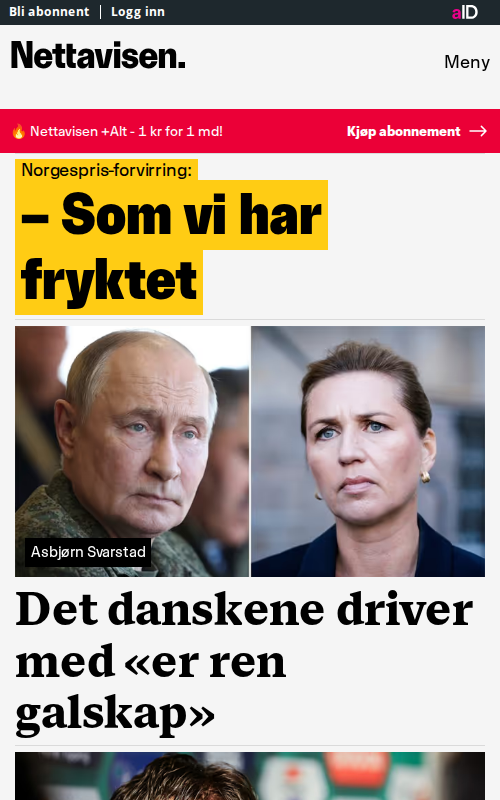 Bli abonnent | Logg inn
aID
Nettavisen.
Meny
🔥 Nettavisen +Alt - 1 kr for 1 md!
Kjøp abonnement →
Norgespris-forvirring:
– Som vi har
fryktet
Asbjørn Svarstad
Det danskene driver
med «er ren
galskap»